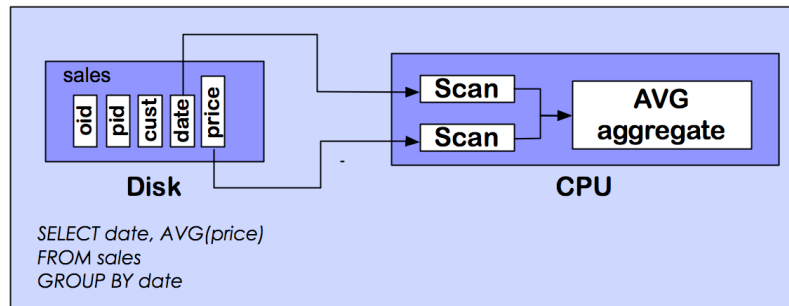 sales
oid
pid
cust
date
price
Disk
Scan
Scan
AVG
aggregate
CPU
SELECT date, AVG(price)
FROM sales
GROUP BY date